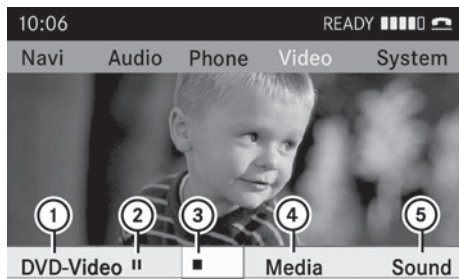 10:06 READY
Navi Audio Phone Video System
1 2 3 4 5
DVD-Video Media Sound